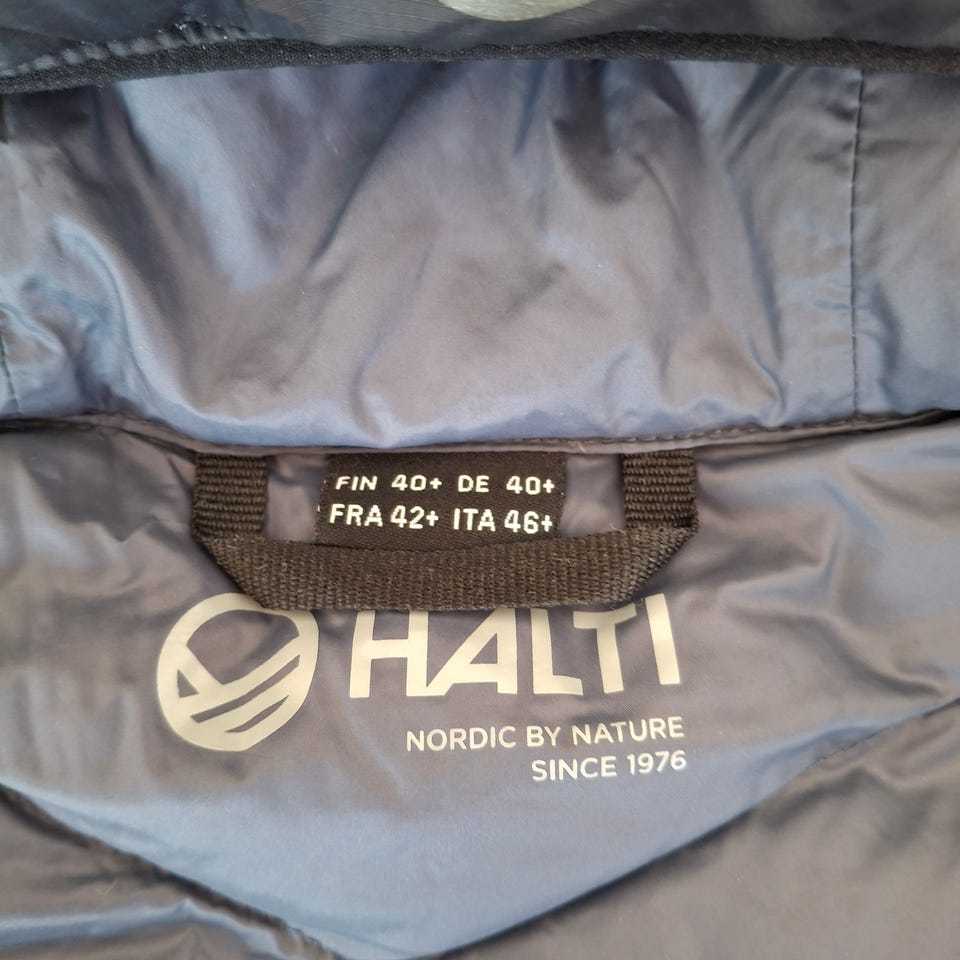 FIN 40+ DE 40+
FRA 42+ ITA 46+
HALTI
NORDIC BY NATURE
SINCE 1976